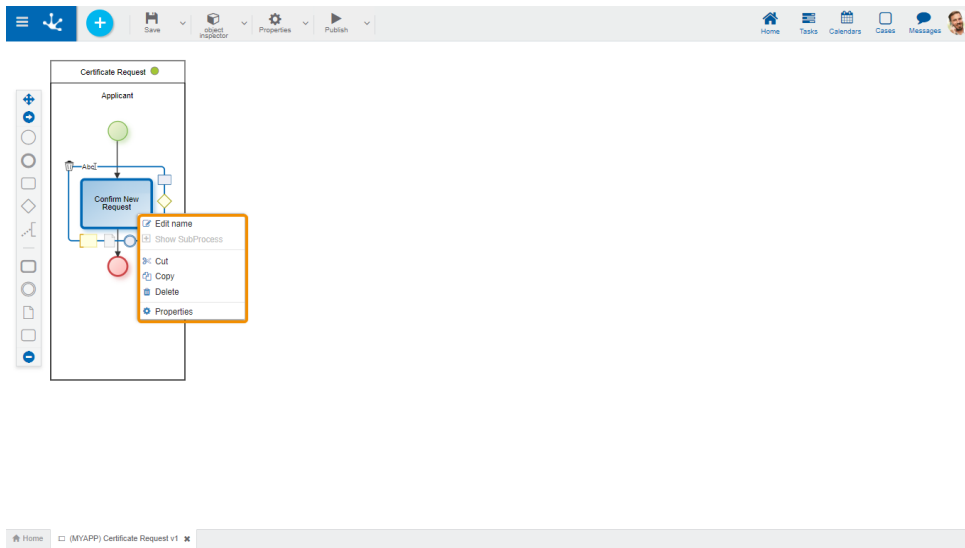 Save
object
inspector
Properties
Publish
Home
Tasks
Calendars
Cases
Messages
Certificate Request
Applicant
Abc
Confirm New
Request
Edit name
Show SubProcess
Cut
Copy
Delete
Properties
Home
(MYAPP) Certificate Request v1